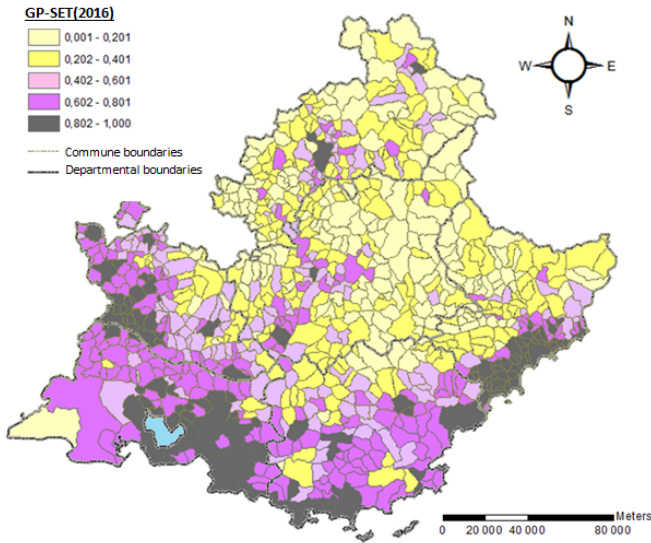 GP-SET(2016)
0,001 - 0,201
0,202 - 0,401
0,402 - 0,601
0,602 - 0,801
0,802 - 1,000
Commune boundaries
Departmental boundaries
N
W E
S
Meters
0 20 000 40 000 80 000